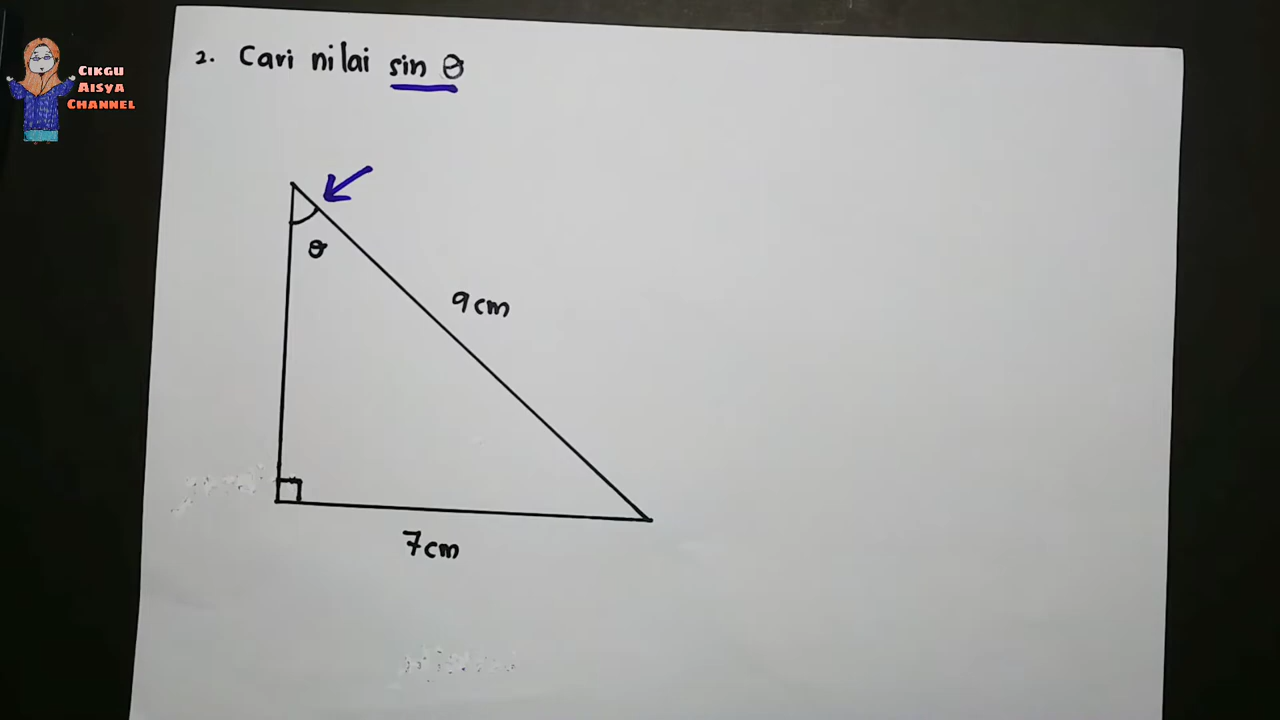 Cikgu
Aisya
Channel
2. Cari nilai sin θ
θ
9cm
7cm